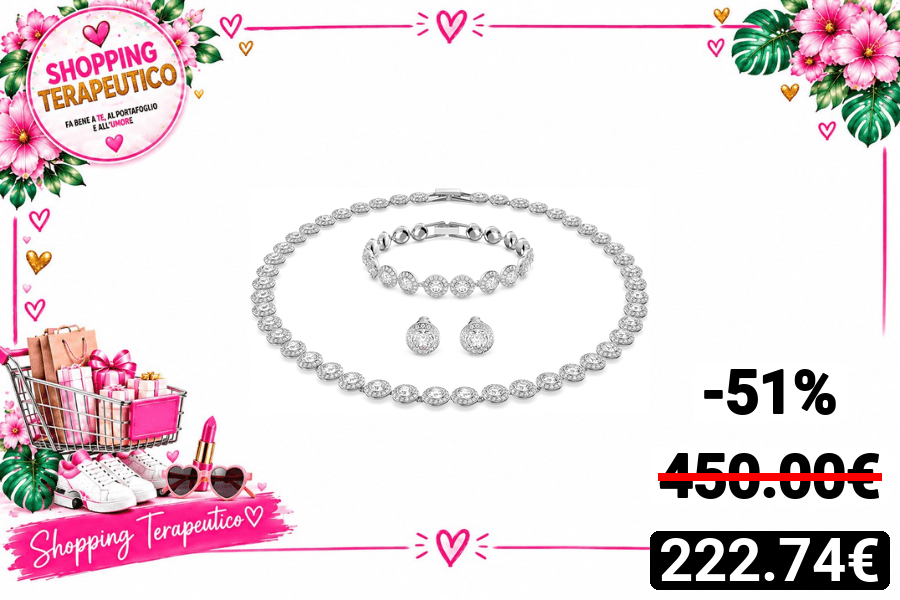 SHOPPING
TERAPEUTICO
FA BENE A TE, AL PORTAFOGLIO
E ALL'UMORE
-51%
450.00€
222.74€
Shopping Terapeutico